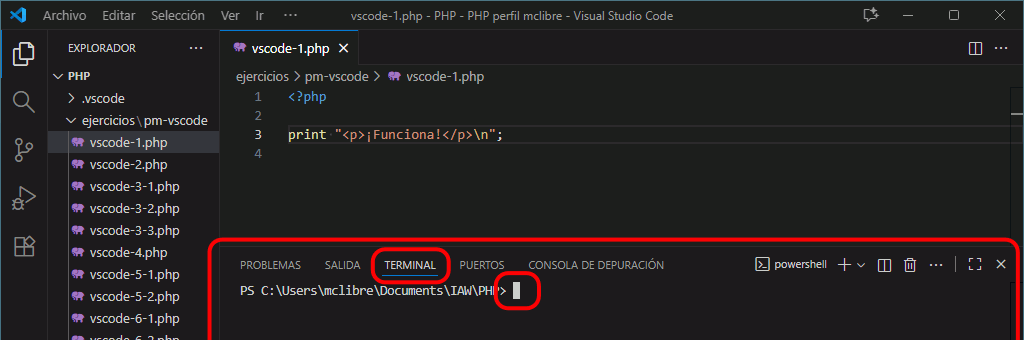 Archivo Editar Selección Ver Ir ··· vscode-1.php - PHP - PHP perfil mclibre - Visual Studio Code
EXPLORADOR ···
PHP
.vscode
ejercicios\pm-vscode
vscode-1.php
vscode-2.php
vscode-3-1.php
vscode-3-2.php
vscode-3-3.php
vscode-4.php
vscode-5-1.php
vscode-5-2.php
vscode-6-1.php
vscode-6-2.php
vscode-1.php
ejercicios > pm-vscode > vscode-1.php
1 <?php
2
3 print "<p>¡Funciona!</p>\n";
4
PROBLEMAS SALIDA TERMINAL PUERTOS CONSOLA DE DEPURACIÓN powershell
PS C:\Users\mclibre\Documents\IAW\PHP>